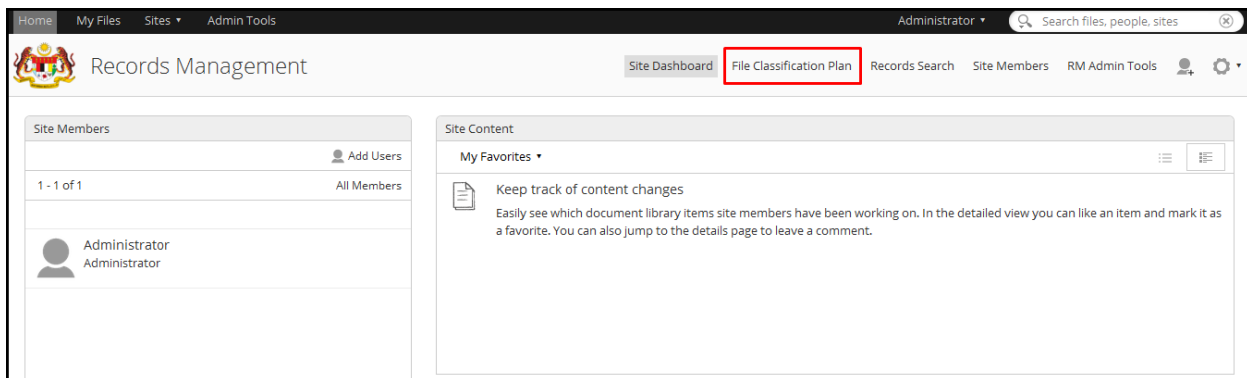 Home My Files Sites Admin Tools Administrator Search files, people, sites
Records Management Site Dashboard File Classification Plan Records Search Site Members RM Admin Tools
Site Members
Add Users
1 - 1 of 1 All Members
Administrator
Administrator
Site Content
My Favorites
Keep track of content changes
Easily see which document library items site members have been working on. In the detailed view you can like an item and mark it as
a favorite. You can also jump to the details page to leave a comment.